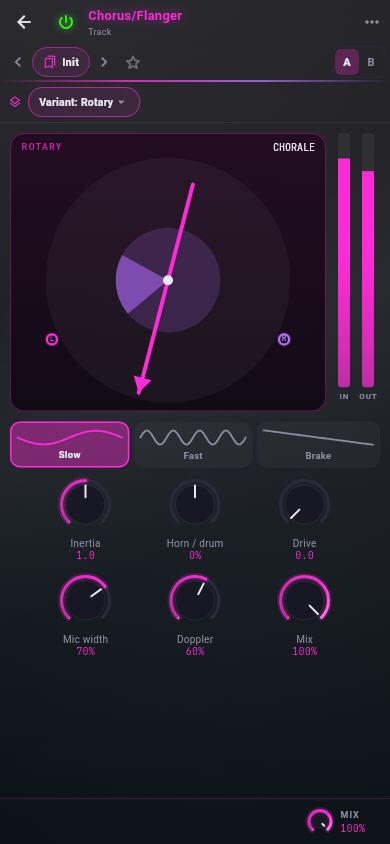 Chorus/Flanger
Track
Init
A B
Variant: Rotary
ROTARY CHORALE
L R
IN OUT
Slow Fast Brake
Inertia Horn / drum Drive
1.0 0% 0.0
Mic width Doppler Mix
70% 60% 100%
MIX
100%